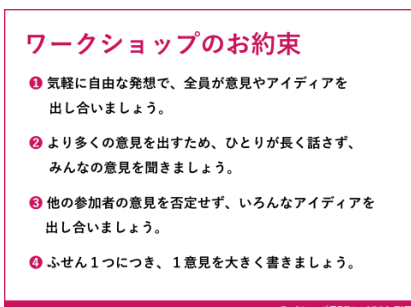 ワークショップのお約束
❶ 気軽に自由な発想で、全員が意見やアイディアを
出し合いましょう。
❷ より多くの意見を出すため、ひとりが長く話さず、
みんなの意見を聞きましょう。
❸ 他の参加者の意見を否定せず、いろんなアイディアを
出し合いましょう。
❹ ふせん１つにつき、１意見を大きく書きましょう。